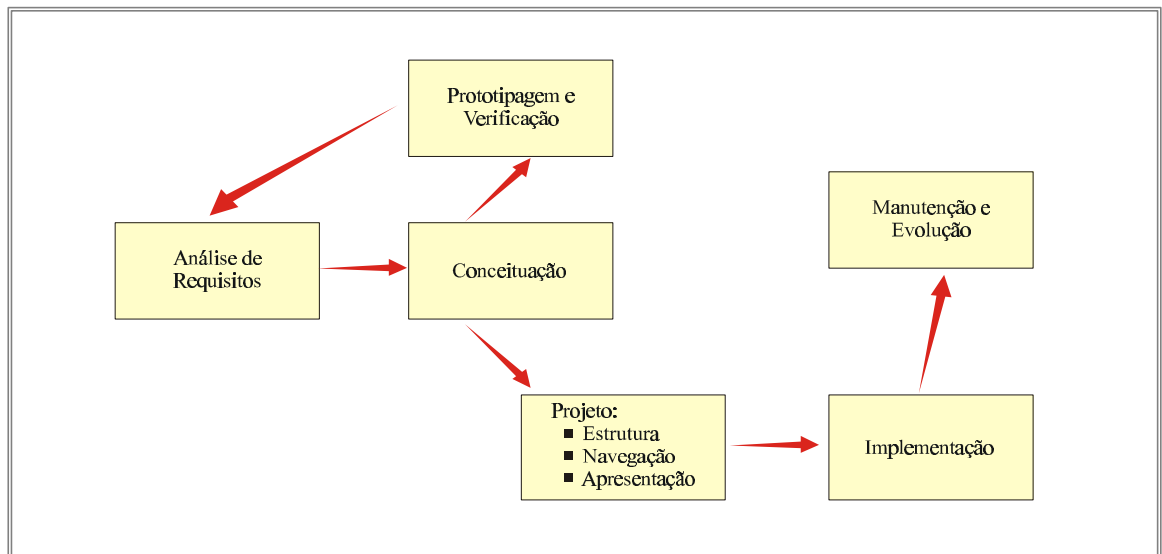 Prototipagem e
Verificação
Análise de
Requisitos
Conceituação
Manutenção e
Evolução
Projeto:
■ Estrutura
■ Navegação
■ Apresentação
Implementação